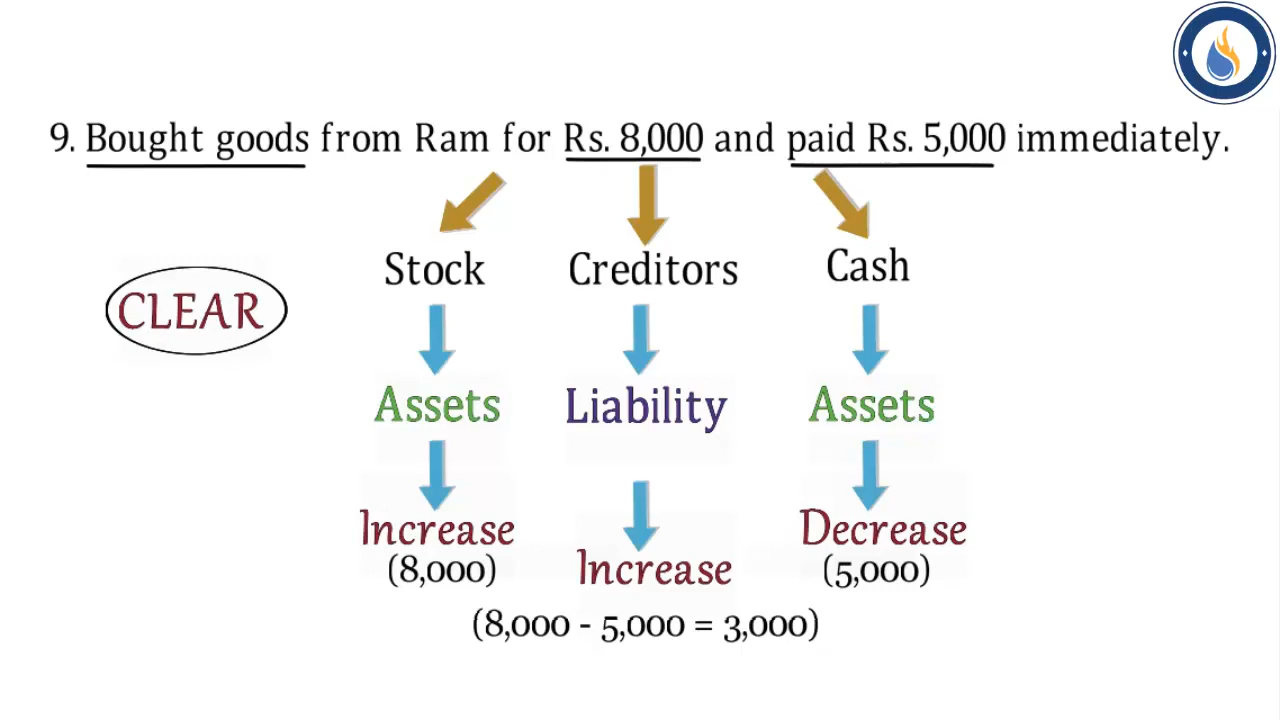 9. Bought goods from Ram for Rs. 8,000 and paid Rs. 5,000 immediately.
Stock Creditors Cash
CLEAR
Assets Liability Assets
Increase Increase Decrease
(8,000) (5,000)
(8,000 - 5,000 = 3,000)